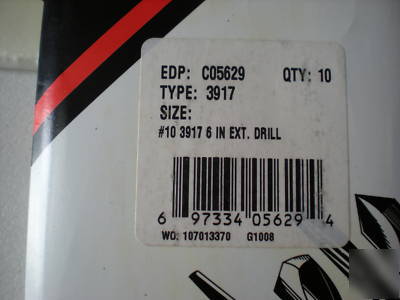 EDP: C05629 QTY: 10
TYPE: 3917
SIZE:
#10 3917 6 IN EXT. DRILL
6 97334 05629 4
WO. 107013370 G1008